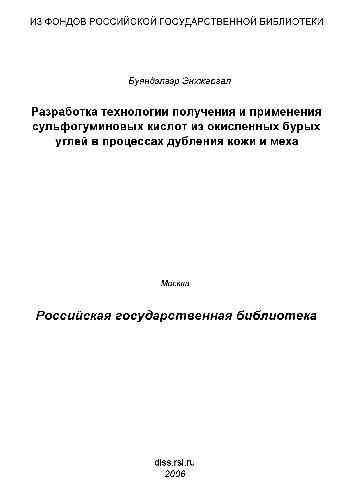 ИЗ ФОНДОВ РОССИЙСКОЙ ГОСУДАРСТВЕННОЙ БИБЛИОТЕКИ
Буяндэлгэр Энхжаргал
Разработка технологии получения и применения
сульфогуминовых кислот из окисленных бурых
углей в процессах дубления кожи и меха
Москва
Российская государственная библиотека
diss.rsl.ru
2006